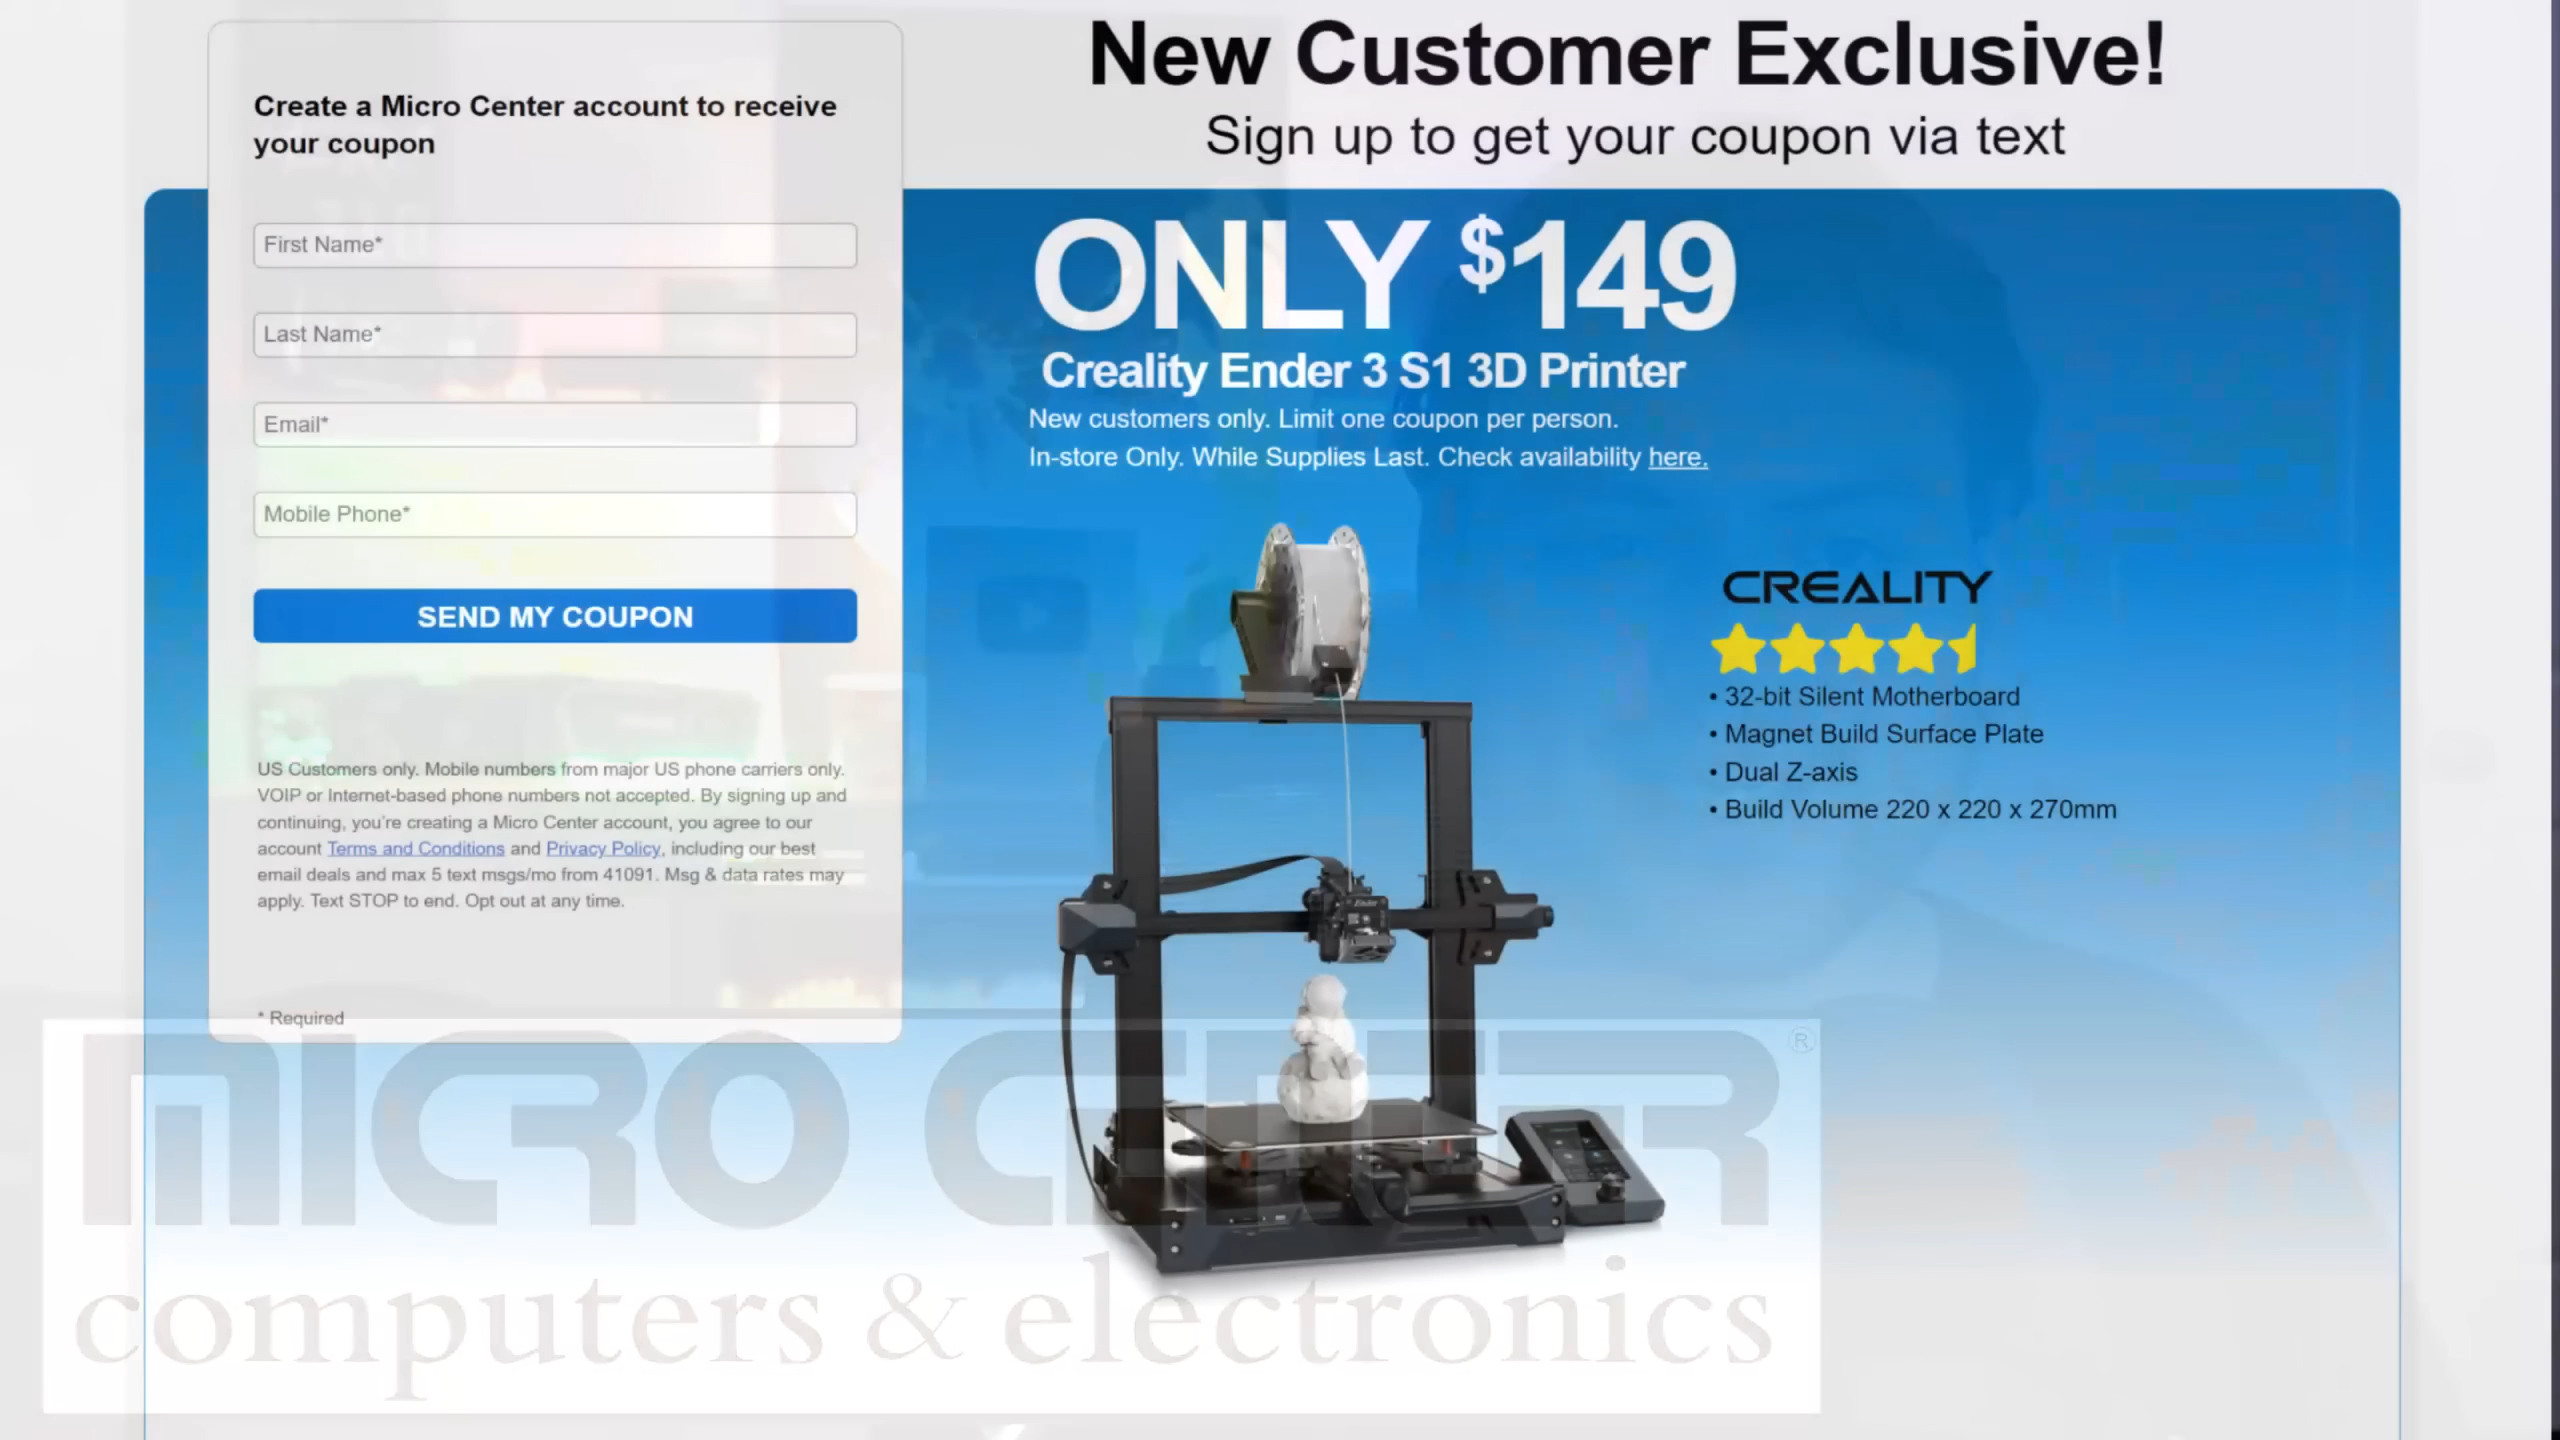 New Customer Exclusive!
Sign up to get your coupon via text
Create a Micro Center account to receive
your coupon
First Name*
Last Name*
Email*
Mobile Phone*
SEND MY COUPON
US Customers only. Mobile numbers from major US phone carriers only.
VOIP or Internet-based phone numbers not accepted. By signing up and
continuing, you're creating a Micro Center account, you agree to our
account Terms and Conditions and Privacy Policy, including our best
email deals and max 5 text msgs/mo from 41091. Msg & data rates may
apply. Text STOP to end. Opt out at any time.
* Required
ONLY $149
Creality Ender 3 S1 3D Printer
New customers only. Limit one coupon per person.
In-store Only. While Supplies Last. Check availability here.
CREALITY
• 32-bit Silent Motherboard
• Magnet Build Surface Plate
• Dual Z-axis
• Build Volume 220 x 220 x 270mm
Ender
MICRO CENTER®
computers & electronics